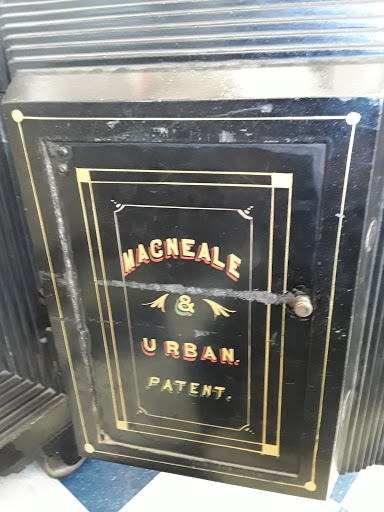 MACNEALE
&
URBAN.
PATENT.